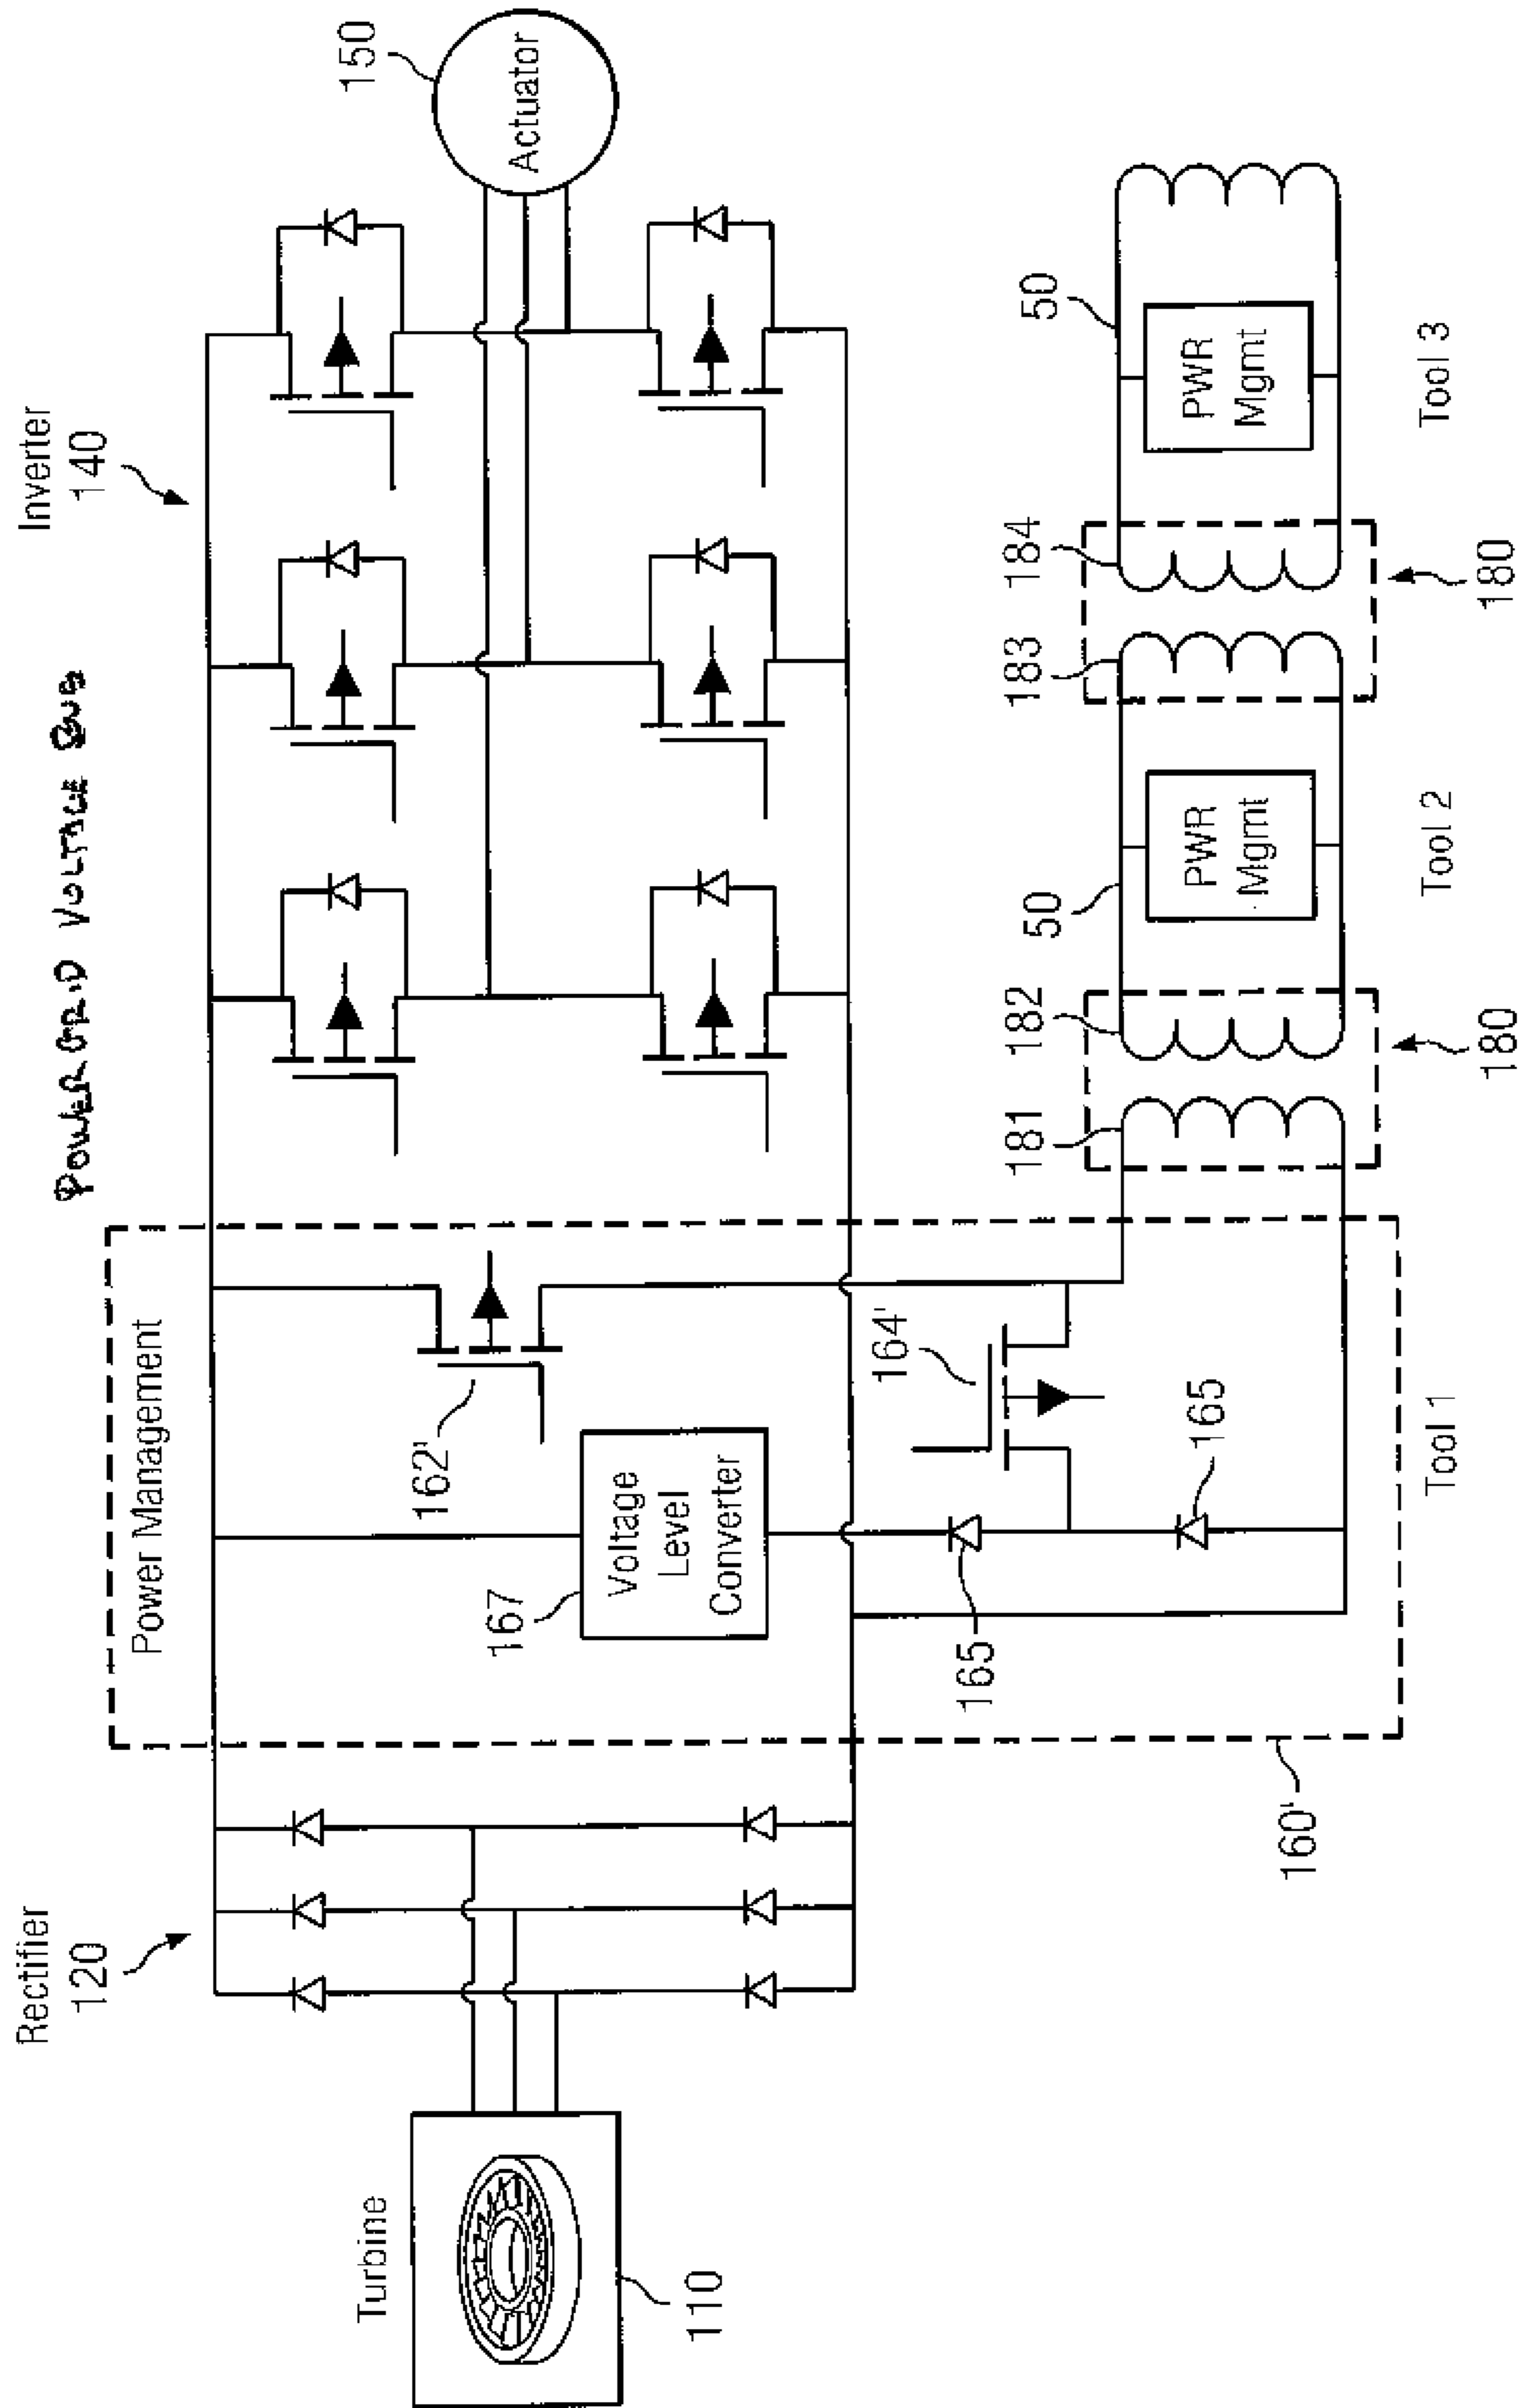 POWER GRID VOLTAGE BUS
Rectifier
120
Inverter
140
Turbine
110
Power Management
162'
167
Voltage
Level
Converter
164'
165
165
160'
Tool 1
Actuator
150
181
182
180
50
PWR
Mgmt
Tool 2
183
184
180
50
PWR
Mgmt
Tool 3